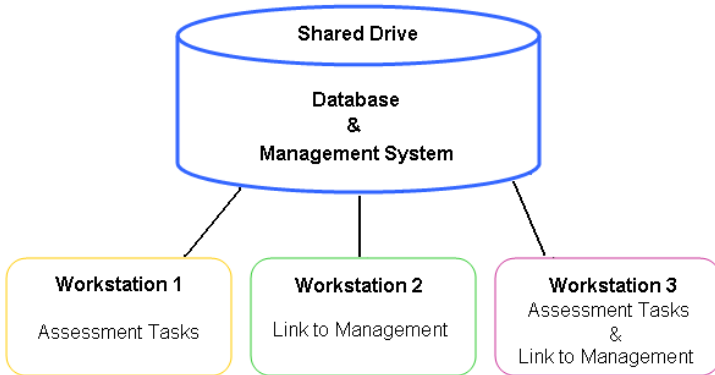 Shared Drive
Database
&
Management System
Workstation 1
Assessment Tasks
Workstation 2
Link to Management
Workstation 3
Assessment Tasks
&
Link to Management